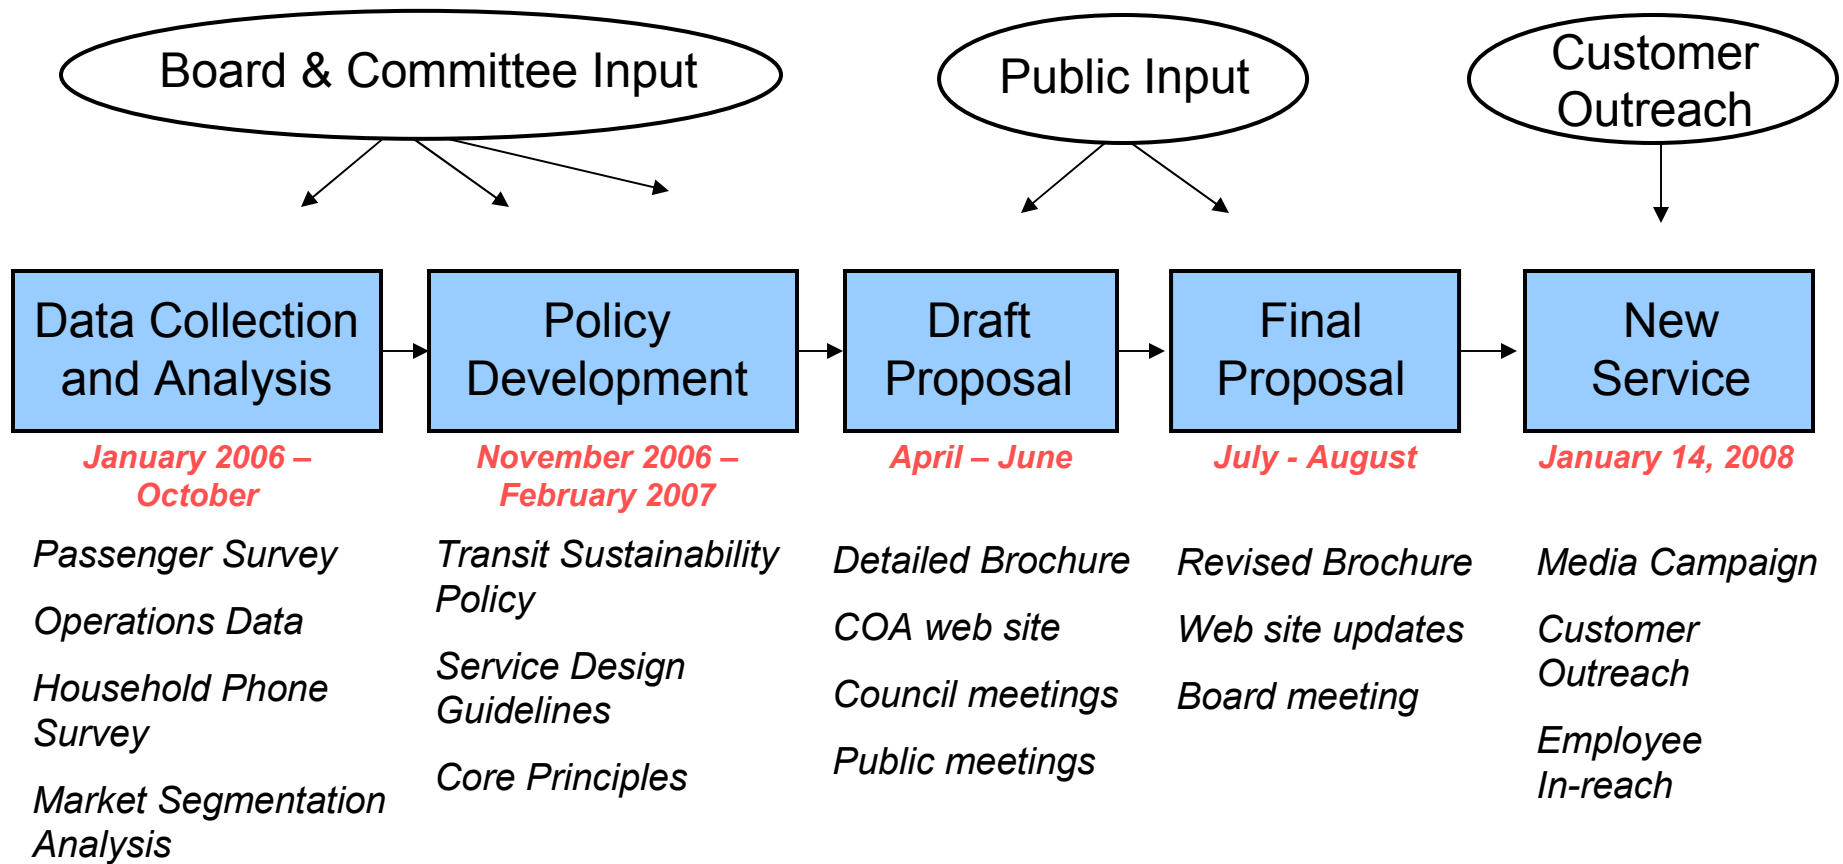 Board & Committee Input
Public Input
Customer
Outreach
Data Collection
and Analysis
Policy
Development
Draft
Proposal
Final
Proposal
New
Service
January 2006 –
October
November 2006 –
February 2007
April – June
July - August
January 14, 2008
Passenger Survey
Operations Data
Household Phone
Survey
Market Segmentation
Analysis
Transit Sustainability
Policy
Service Design
Guidelines
Core Principles
Detailed Brochure
COA web site
Council meetings
Public meetings
Revised Brochure
Web site updates
Board meeting
Media Campaign
Customer
Outreach
Employee
In-reach